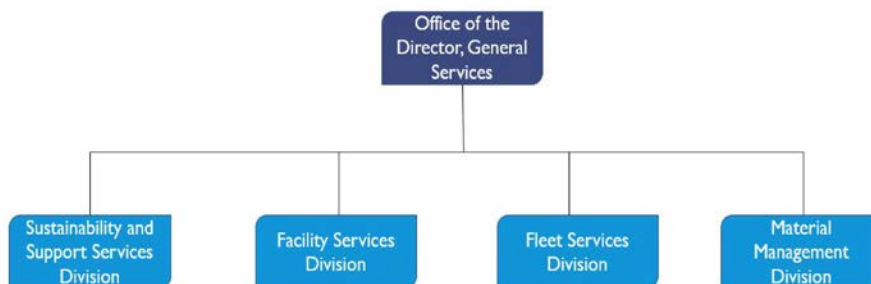 Office of the
Director, General
Services
Sustainability and
Support Services
Division
Facility Services
Division
Fleet Services
Division
Material
Management
Division